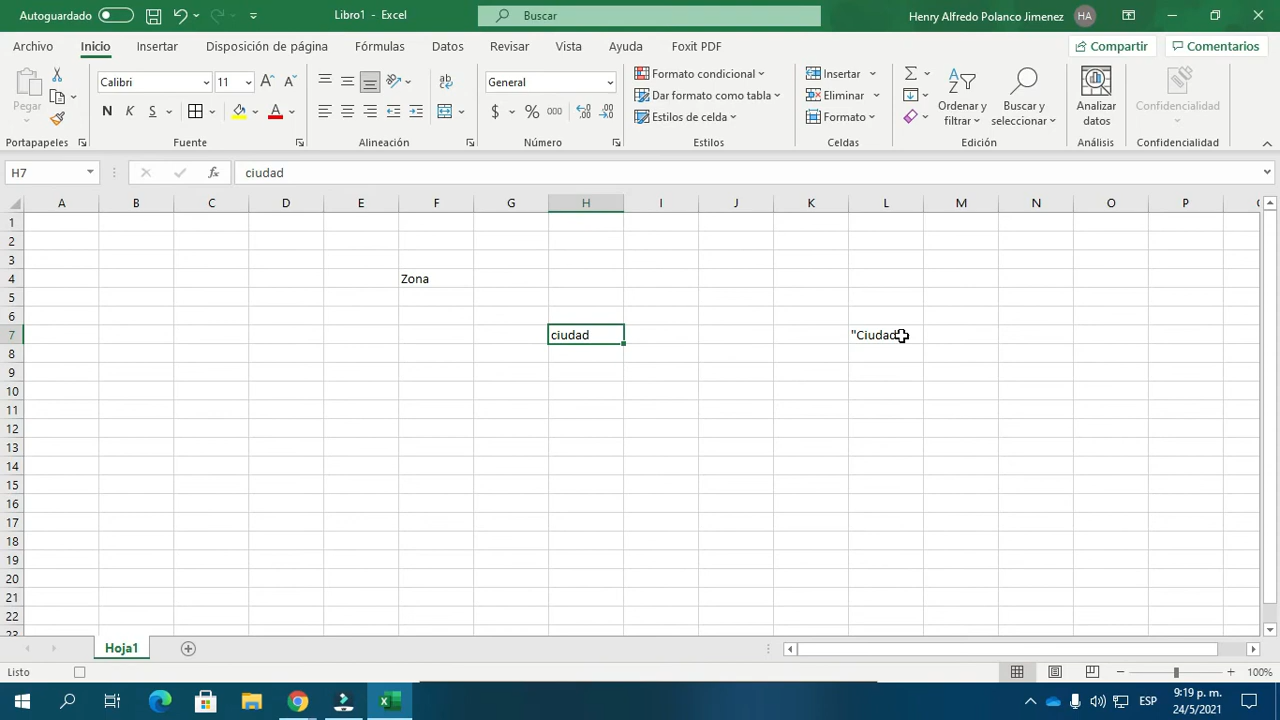 Autoguardado
Libro1 - Excel
Buscar
Henry Alfredo Polanco Jimenez
HA
Archivo Inicio Insertar Disposición de página Fórmulas Datos Revisar Vista Ayuda Foxit PDF Compartir Comentarios
Pegar
Calibri 11
N K S
Portapapeles
Fuente
Alineación
General
$ % 000
Número
Formato condicional
Dar formato como tabla
Estilos de celda
Estilos
Insertar
Eliminar
Formato
Celdas
Ordenar y filtrar
Buscar y seleccionar
Edición
Analizar datos
Análisis
Confidencialidad
Confidencialidad
H7 fx ciudad
A B C D E F G H I J K L M N O P
1
2
3
4 Zona
5
6
7 ciudad "Ciudad
8
9
10
11
12
13
14
15
16
17
18
19
20
21
22
23
Hoja1
Listo 100%
ESP
9:19 p. m.
24/5/2021